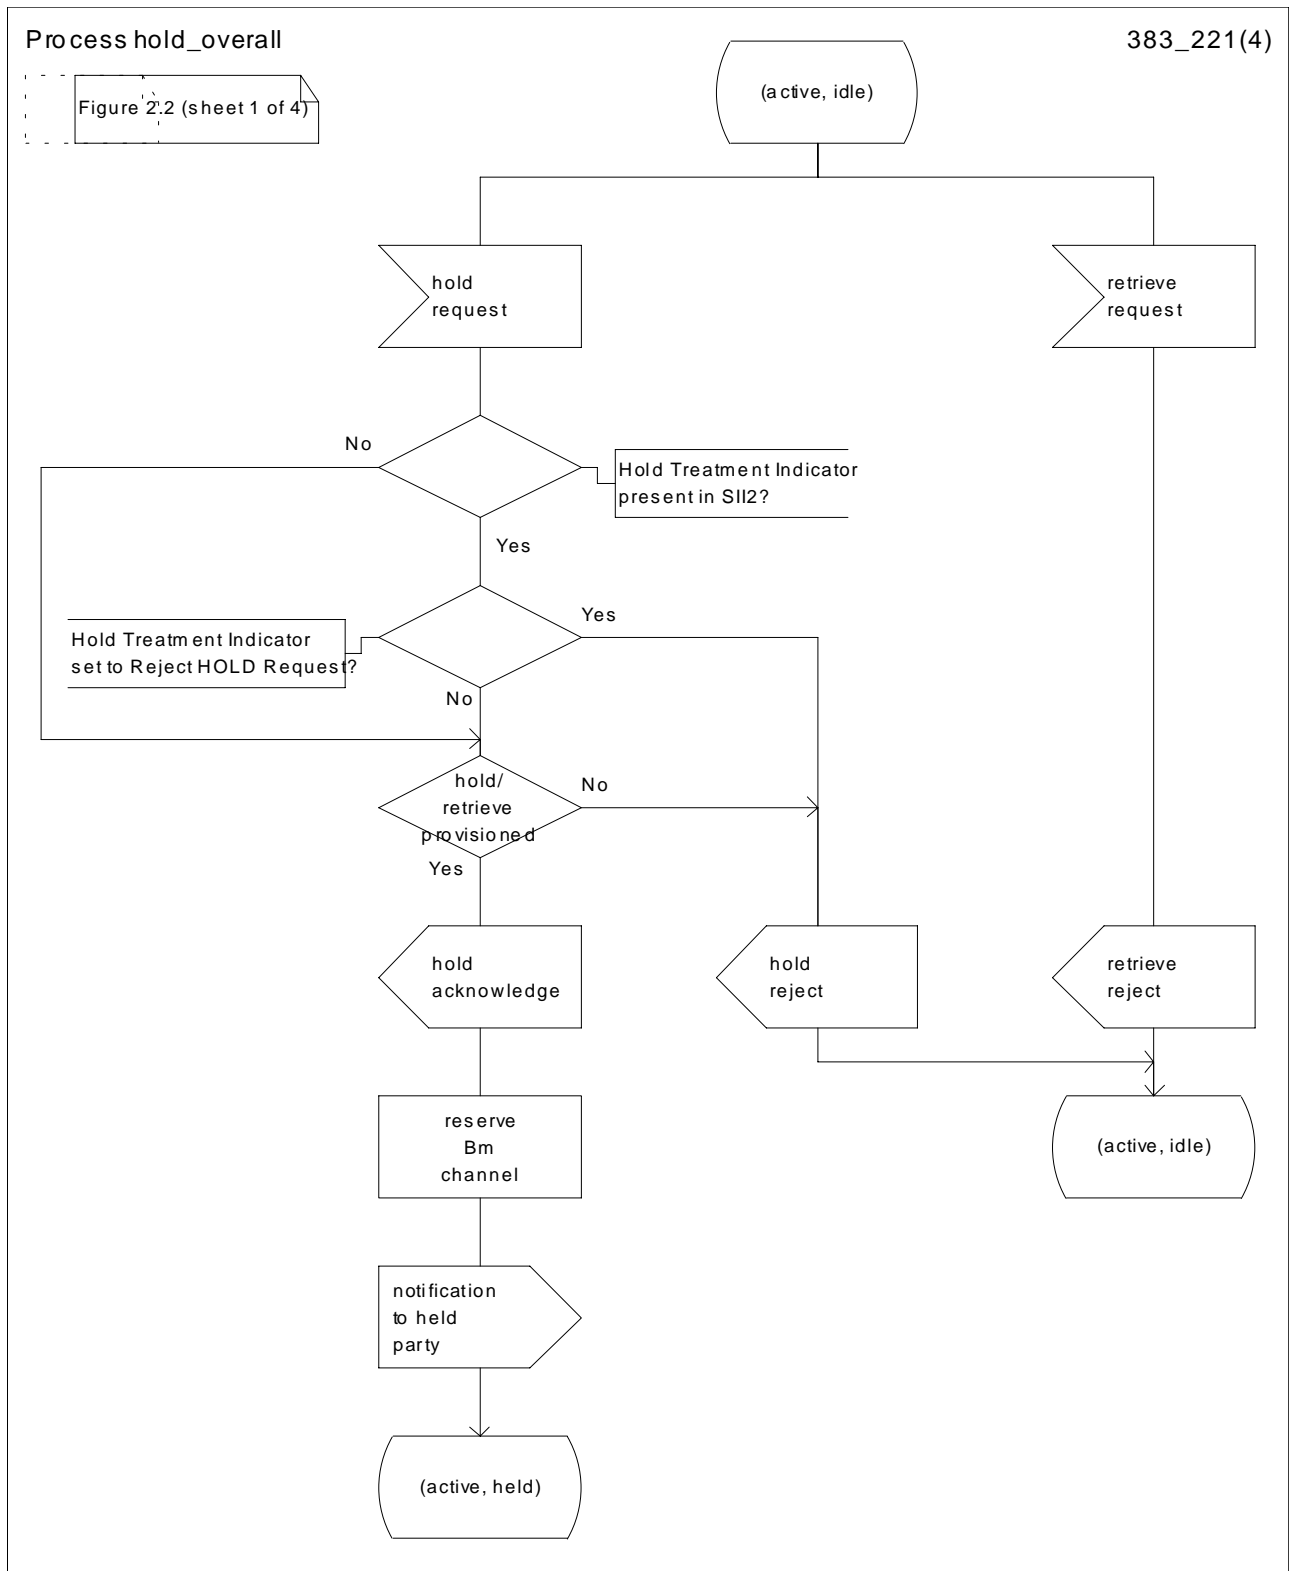 Process hold_overall
383_221(4)
Figure 2.2 (sheet 1 of 4)
(active, idle)
hold
request
retrieve
request
No
Hold Treatment Indicator
present in SII2?
Yes
Yes
Hold Treatment Indicator
set to Reject HOLD Request?
No
hold/
retrieve
provisioned
No
Yes
hold
acknowledge
hold
reject
retrieve
reject
reserve
Bm
channel
(active, idle)
notification
to held
party
(active, held)